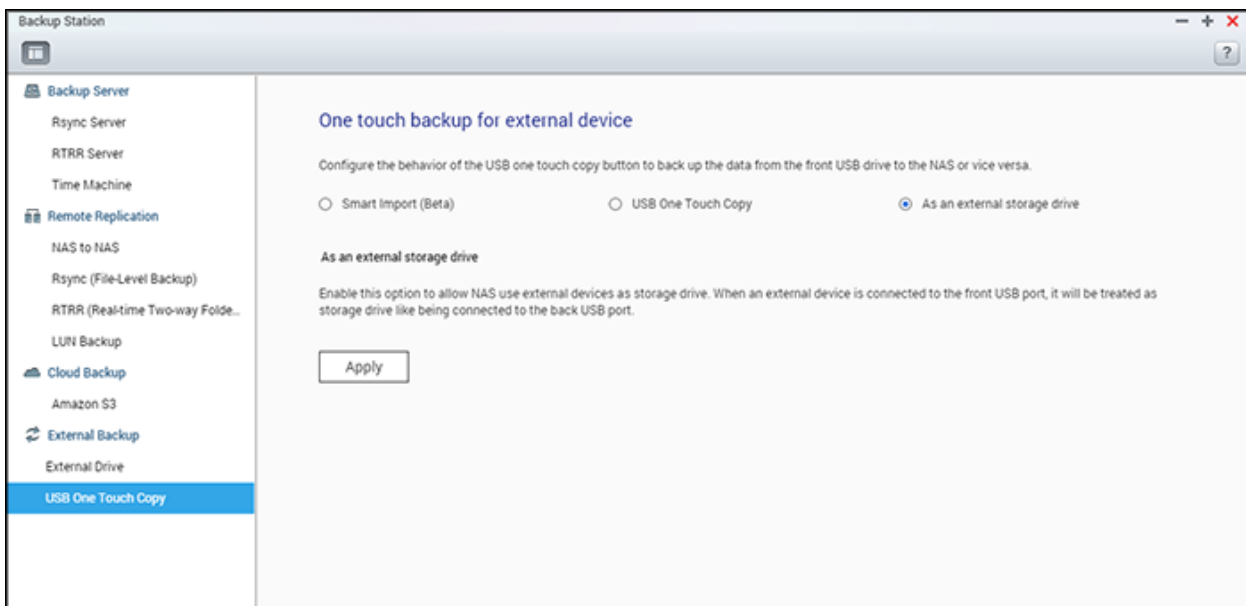 Backup Station
?
Backup Server
Rsync Server
RTRR Server
Time Machine
Remote Replication
NAS to NAS
Rsync (File-Level Backup)
RTRR (Real-time Two-way Folde...
LUN Backup
Cloud Backup
Amazon S3
External Backup
External Drive
USB One Touch Copy
One touch backup for external device
Configure the behavior of the USB one touch copy button to back up the data from the front USB drive to the NAS or vice versa.
Smart Import (Beta)
USB One Touch Copy
As an external storage drive
As an external storage drive
Enable this option to allow NAS use external devices as storage drive. When an external device is connected to the front USB port, it will be treated as
storage drive like being connected to the back USB port.
Apply